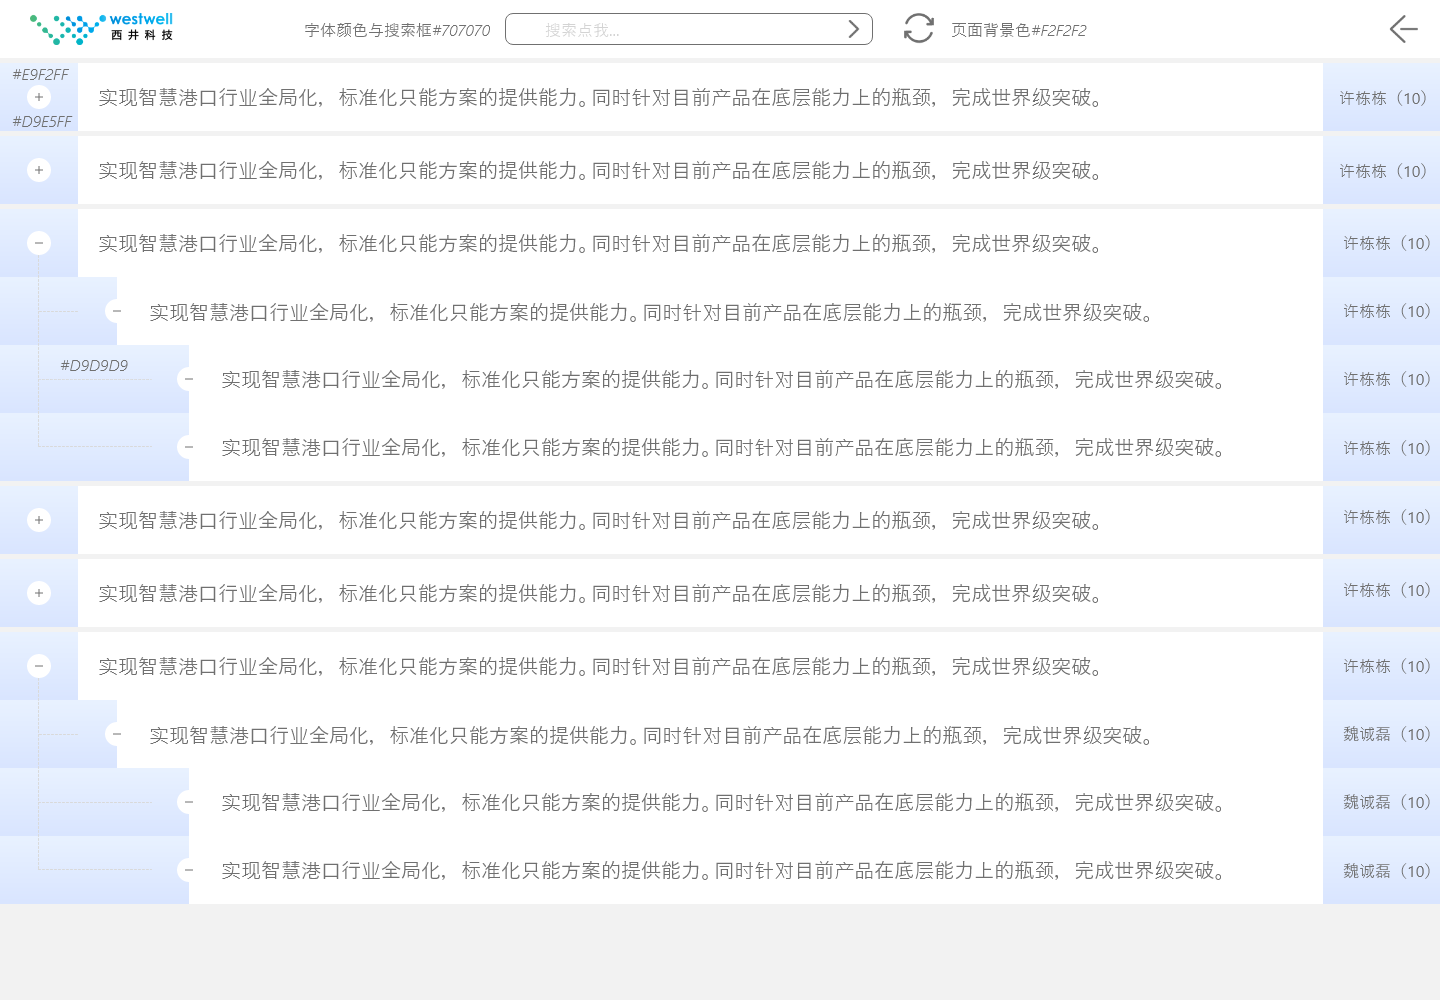 westwell
西井科技
字体颜色与搜索框#707070
搜索点我...
页面背景色#F2F2F2
#E9F2FF
#D9E5FF
实现智慧港口行业全局化，标准化只能方案的提供能力。同时针对目前产品在底层能力上的瓶颈，完成世界级突破。
许栋栋（10）
实现智慧港口行业全局化，标准化只能方案的提供能力。同时针对目前产品在底层能力上的瓶颈，完成世界级突破。
许栋栋（10）
实现智慧港口行业全局化，标准化只能方案的提供能力。同时针对目前产品在底层能力上的瓶颈，完成世界级突破。
许栋栋（10）
实现智慧港口行业全局化，标准化只能方案的提供能力。同时针对目前产品在底层能力上的瓶颈，完成世界级突破。
许栋栋（10）
#D9D9D9
实现智慧港口行业全局化，标准化只能方案的提供能力。同时针对目前产品在底层能力上的瓶颈，完成世界级突破。
许栋栋（10）
实现智慧港口行业全局化，标准化只能方案的提供能力。同时针对目前产品在底层能力上的瓶颈，完成世界级突破。
许栋栋（10）
实现智慧港口行业全局化，标准化只能方案的提供能力。同时针对目前产品在底层能力上的瓶颈，完成世界级突破。
许栋栋（10）
实现智慧港口行业全局化，标准化只能方案的提供能力。同时针对目前产品在底层能力上的瓶颈，完成世界级突破。
许栋栋（10）
实现智慧港口行业全局化，标准化只能方案的提供能力。同时针对目前产品在底层能力上的瓶颈，完成世界级突破。
许栋栋（10）
实现智慧港口行业全局化，标准化只能方案的提供能力。同时针对目前产品在底层能力上的瓶颈，完成世界级突破。
魏诚磊（10）
实现智慧港口行业全局化，标准化只能方案的提供能力。同时针对目前产品在底层能力上的瓶颈，完成世界级突破。
魏诚磊（10）
实现智慧港口行业全局化，标准化只能方案的提供能力。同时针对目前产品在底层能力上的瓶颈，完成世界级突破。
魏诚磊（10）